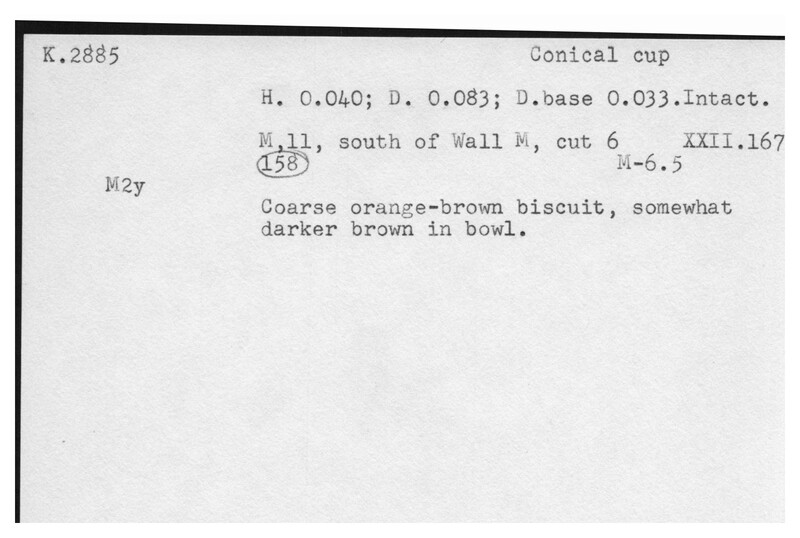 K.2885 Conical cup
H. 0.040; D. 0.083; D.base 0.033.Intact.
M,11, south of Wall M, cut 6 XXII.167
(158) M-6.5
M2y
Coarse orange-brown biscuit, somewhat
darker brown in bowl.